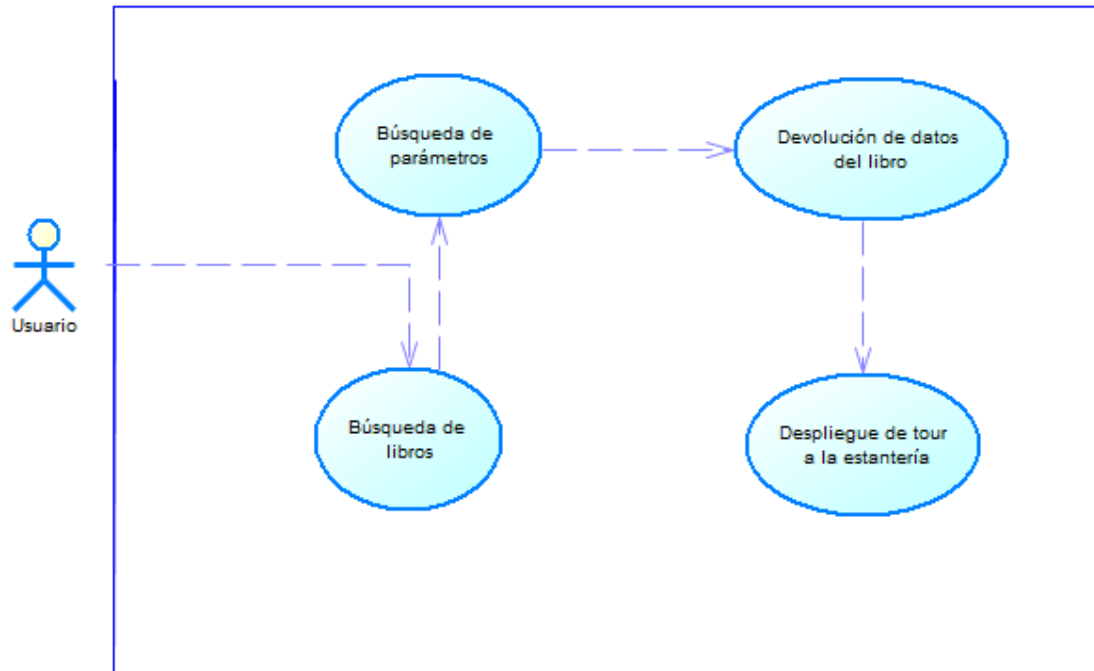 Búsqueda de
parámetros
Devolución de datos
del libro
Usuario
Búsqueda de
libros
Despliegue de tour
a la estantería